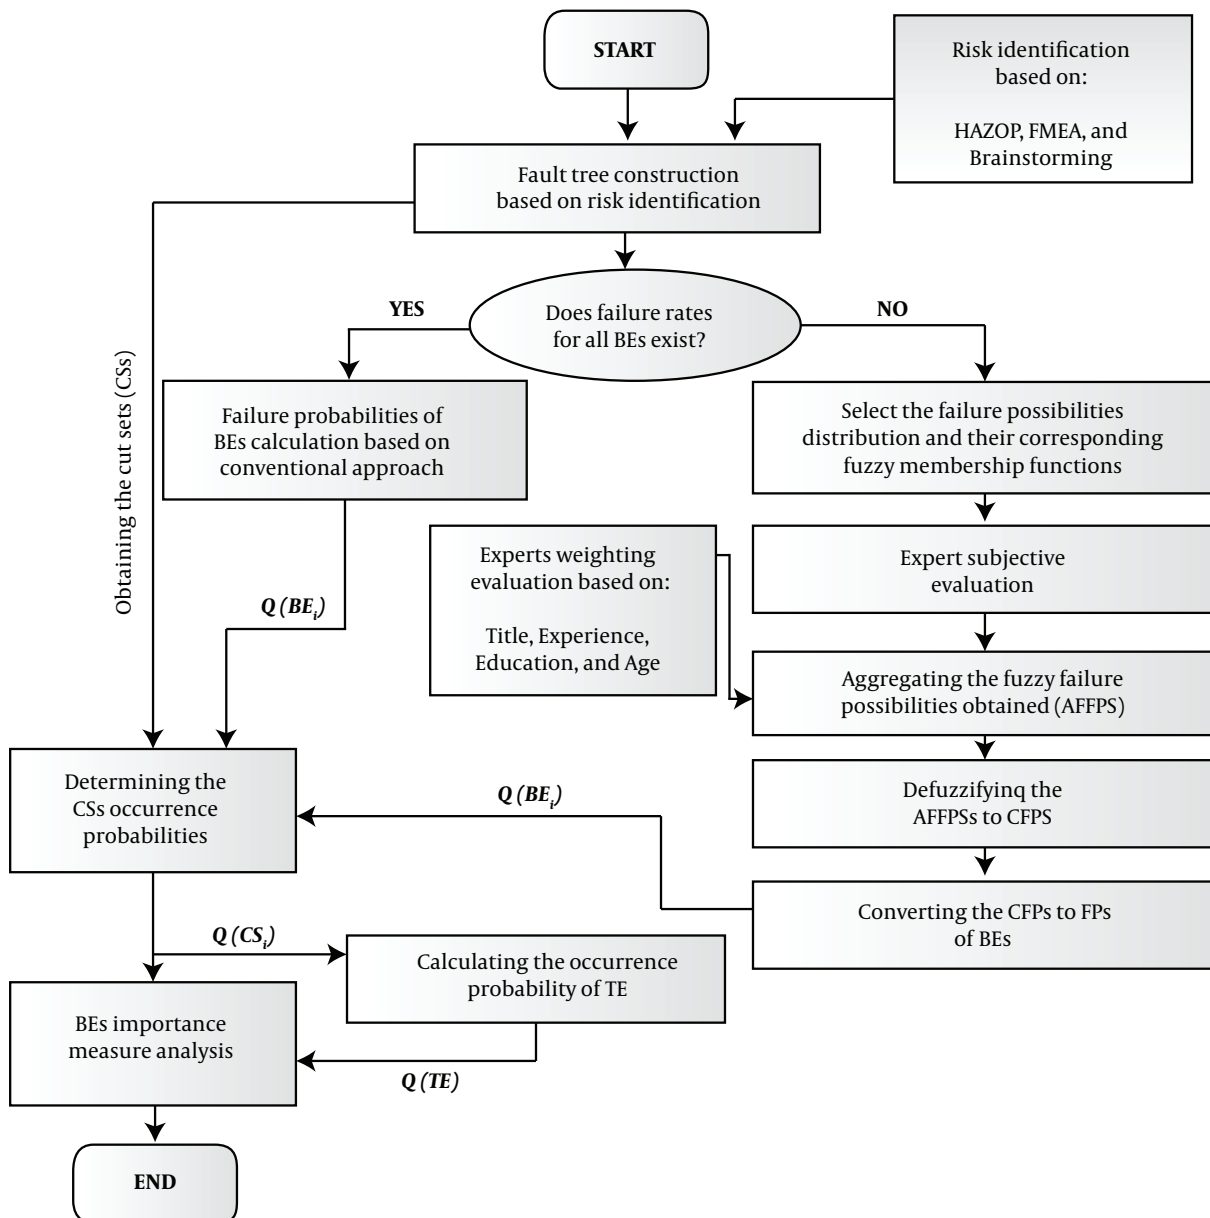 START
Risk identification
based on:
HAZOP, FMEA, and
Brainstorming
Fault tree construction
based on risk identification
Does failure rates
for all BEs exist?
YES
NO
Obtaining the cut sets (CSs)
Failure probabilities of
BEs calculation based on
conventional approach
Select the failure possibilities
distribution and their corresponding
fuzzy membership functions
Experts weighting
evaluation based on:
Title, Experience,
Education, and Age
Expert subjective
evaluation
Q (BEi)
Aggregating the fuzzy failure
possibilities obtained (AFFPS)
Determining the
CSs occurrence
probabilities
Q (BEi)
Defuzzifyinq the
AFFPSs to CFPS
Converting the CFPs to FPs
of BEs
Q (CSi)
Calculating the occurrence
probability of TE
BEs importance
measure analysis
Q (TE)
END